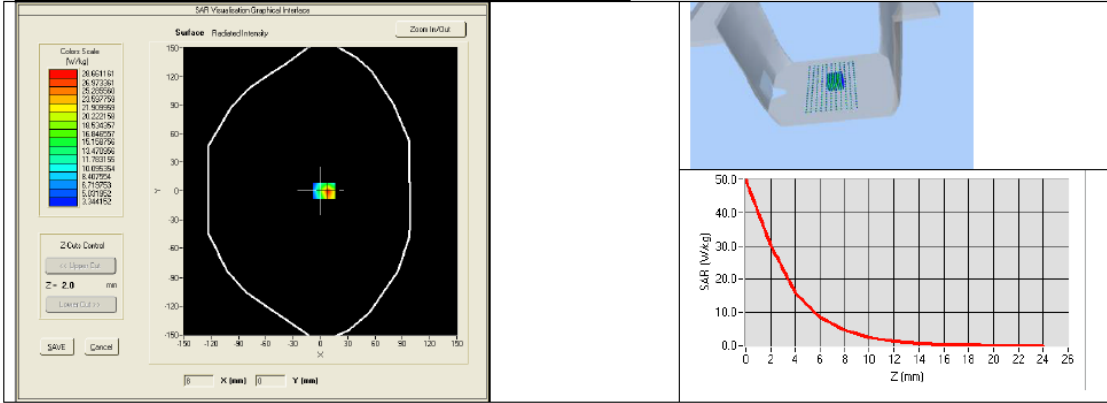 SAR Visualisation Graphical Interface
Surface Radiated Intensity
Zoom In/Out
Colors Scale
(W/kg)
28.661161
26.973361
25.285560
23.597759
21.909959
20.222158
18.534357
16.846557
15.158756
13.470956
11.783155
10.095354
8.407554
6.719753
5.031952
3.344152
150
120
90
60
30
0
-30
-60
-90
-120
-150
Y
-150 -120 -90 -60 -30 0 30 60 90 120 150
X
Z-Cuts Control
<< Upper Cut
Z = 2.0 mm
Lower Cut >>
SAVE Cancel
8 X (mm) 0 Y (mm)
50.0
40.0
30.0
20.0
10.0
0.0
SAR (W/kg)
0 2 4 6 8 10 12 14 16 18 20 22 24 26
Z (mm)